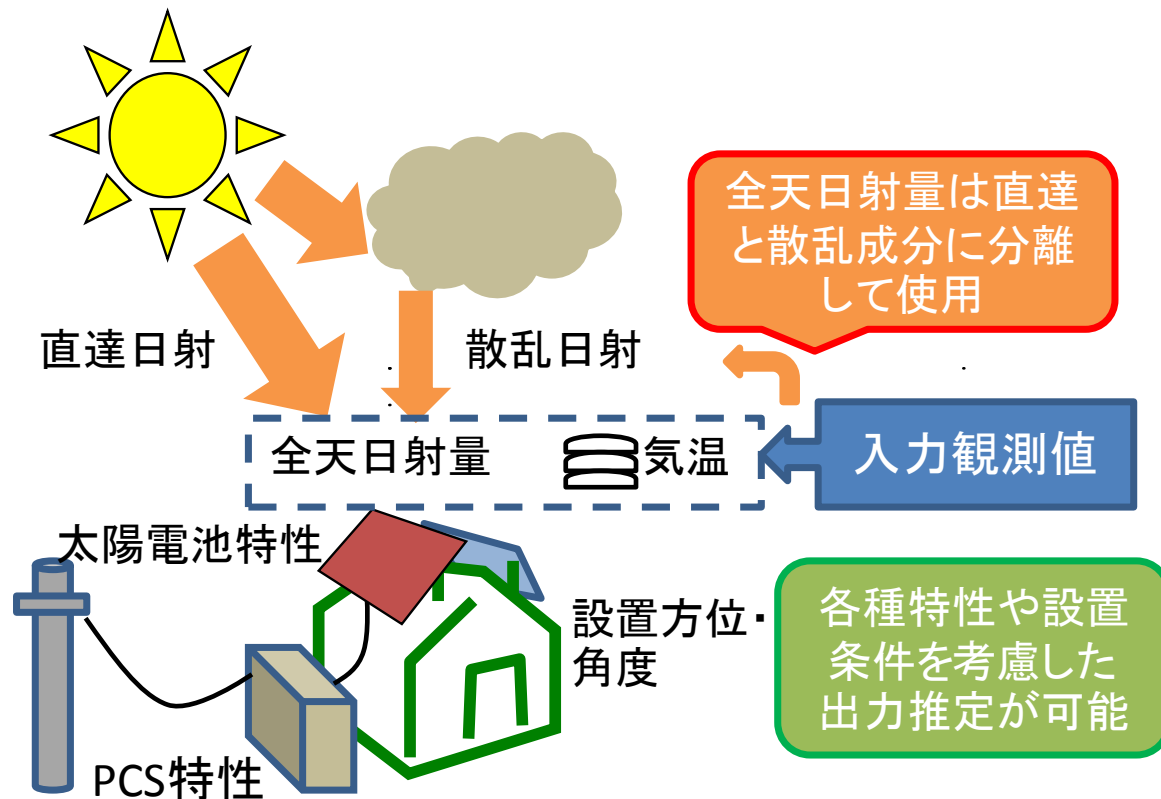 全天日射量は直達
と散乱成分に分離
して使用
直達日射
散乱日射
全天日射量
気温
入力観測値
太陽電池特性
設置方位・
角度
各種特性や設置
条件を考慮した
出力推定が可能
PCS特性